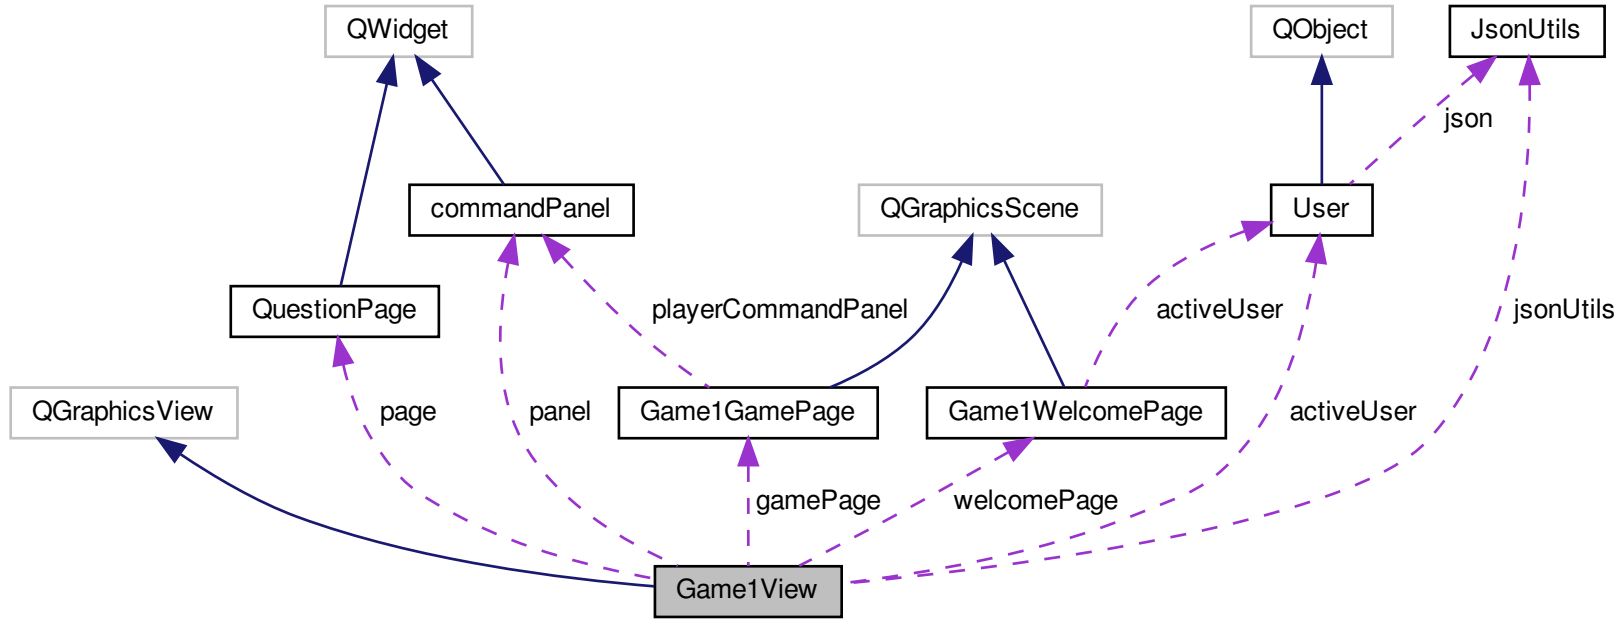 QWidget
QObject
JsonUtils
json
commandPanel
QGraphicsScene
User
QuestionPage
playerCommandPanel
activeUser
jsonUtils
QGraphicsView
page
panel
Game1GamePage
Game1WelcomePage
activeUser
gamePage
welcomePage
Game1View